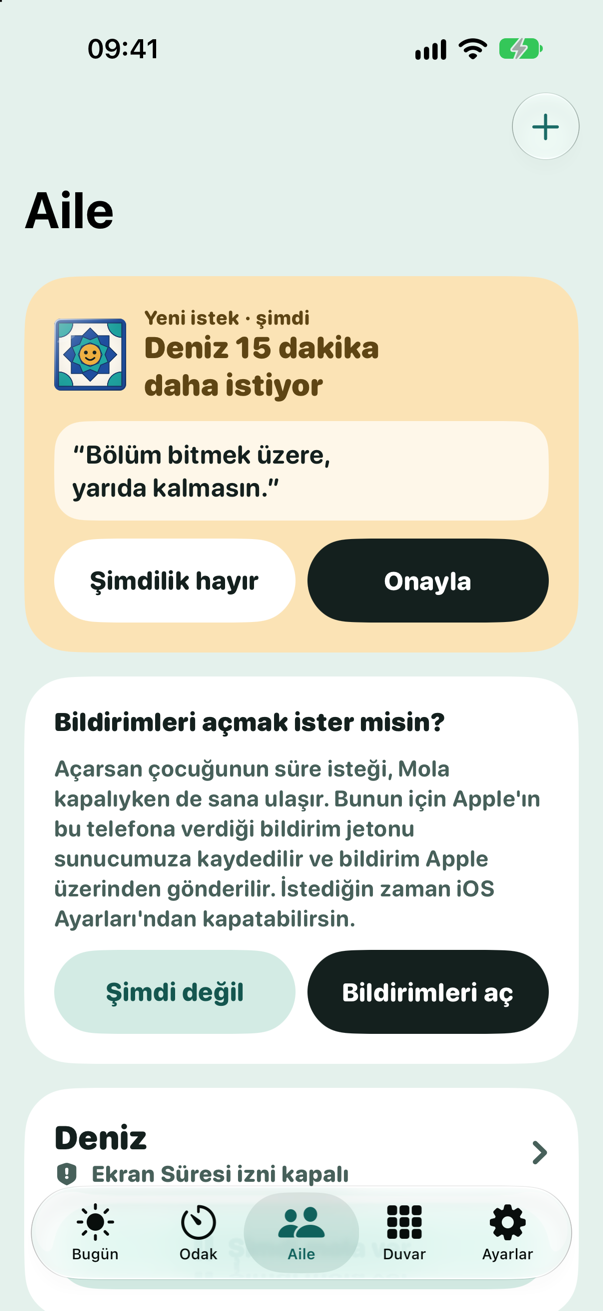 09:41
Aile
Yeni istek · şimdi
Deniz 15 dakika
daha istiyor
“Bölüm bitmek üzere,
yarıda kalmasın.”
Şimdilik hayır
Onayla
Bildirimleri açmak ister misin?
Açarsan çocuğunun süre isteği, Mola
kapalıyken de sana ulaşır. Bunun için Apple'ın
bu telefona verdiği bildirim jetonu
sunucumuza kaydedilir ve bildirim Apple
üzerinden gönderilir. İstediğin zaman iOS
Ayarları'ndan kapatabilirsin.
Şimdi değil
Bildirimleri aç
Deniz
Ekran Süresi izni kapalı
Bugün
Odak
Aile
Duvar
Ayarlar